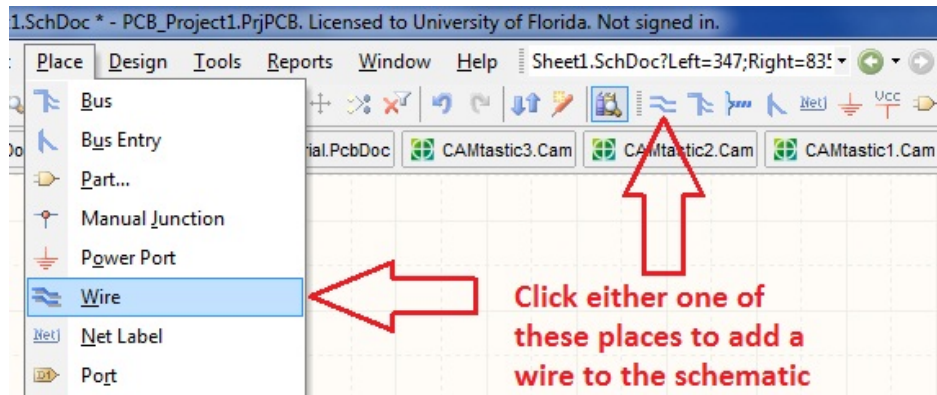 1.SchDoc * - PCB_Project1.PrjPCB. Licensed to University of Florida. Not signed in.
Place Design Tools Reports Window Help Sheet1.SchDoc?Left=347;Right=835
Net Vcc
Bus
Bus Entry
rial.PcbDoc CAMtastic3.Cam CAMtastic2.Cam CAMtastic1.Cam
Part...
Manual Junction
Power Port
Wire
Net Net Label
D1 Port
Click either one of
these places to add a
wire to the schematic